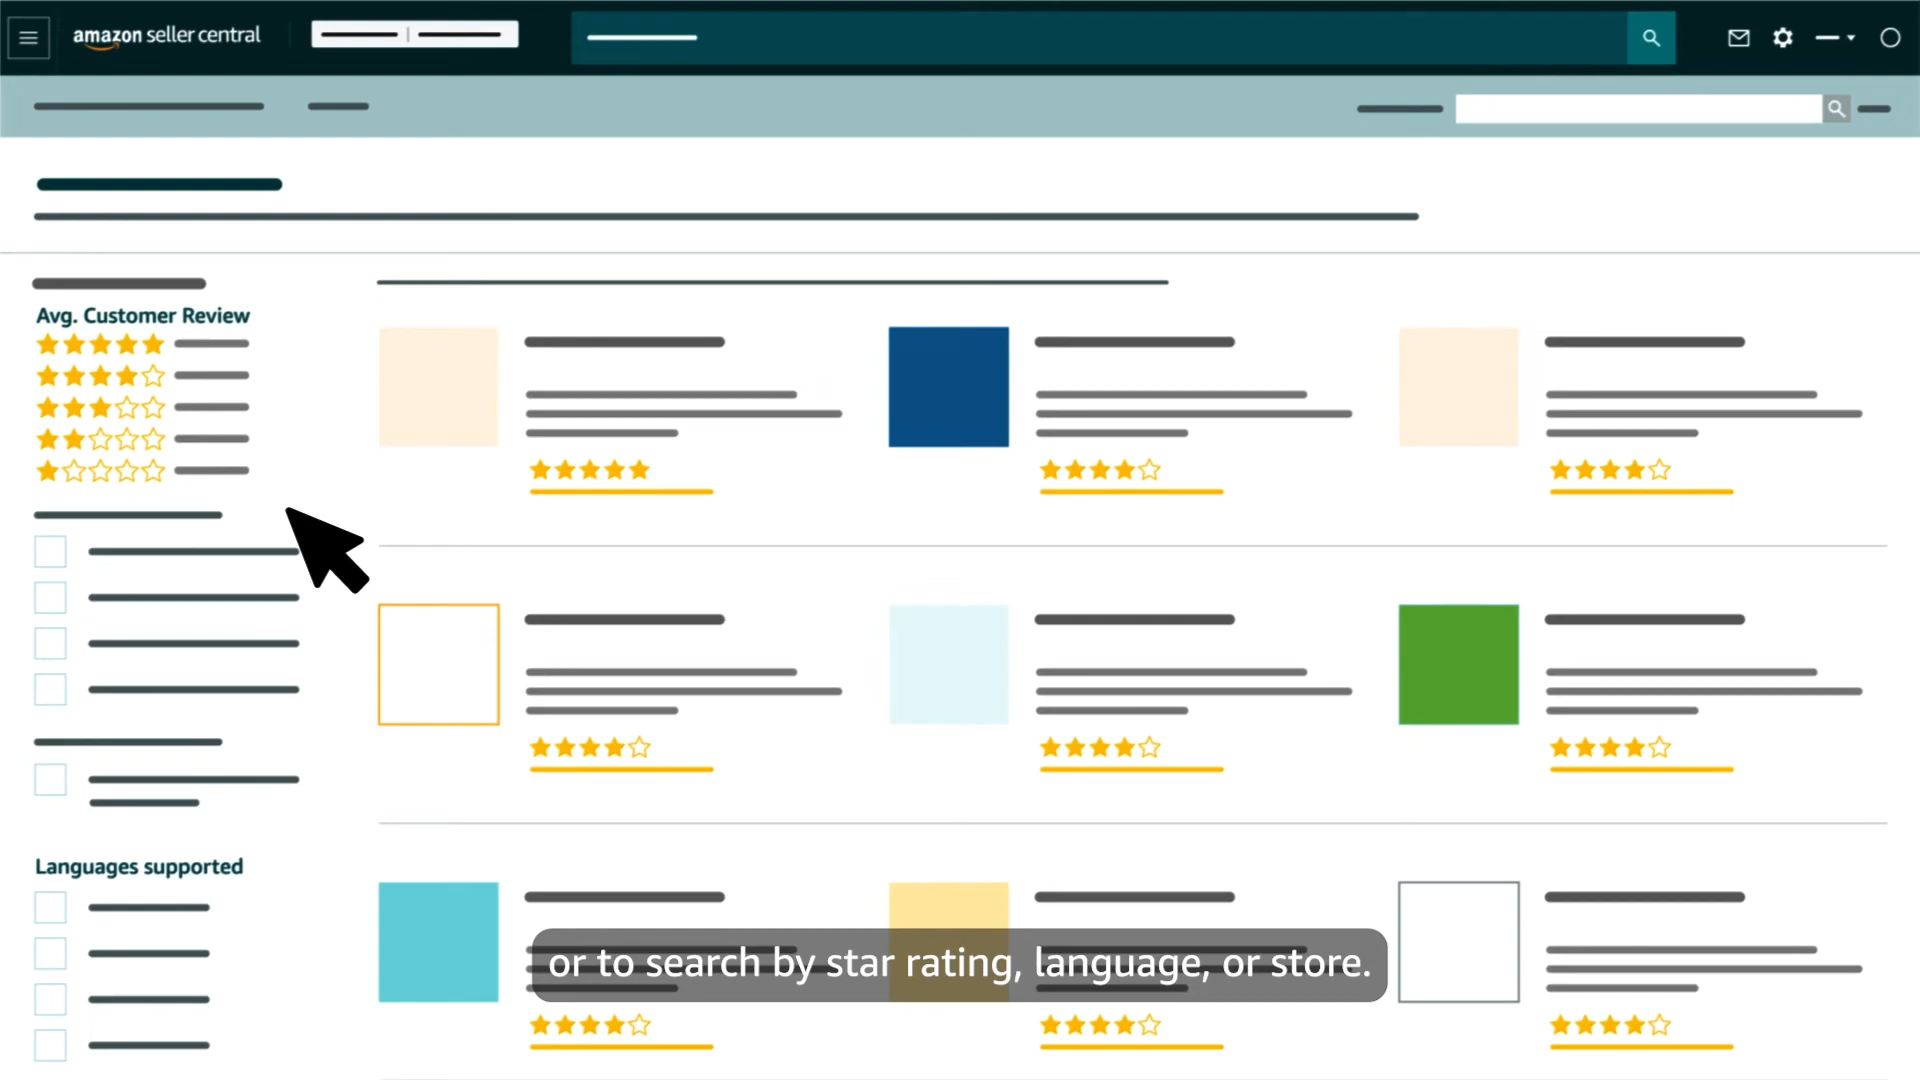 amazon seller central
Avg. Customer Review
Languages supported
or to search by star rating, language, or store.